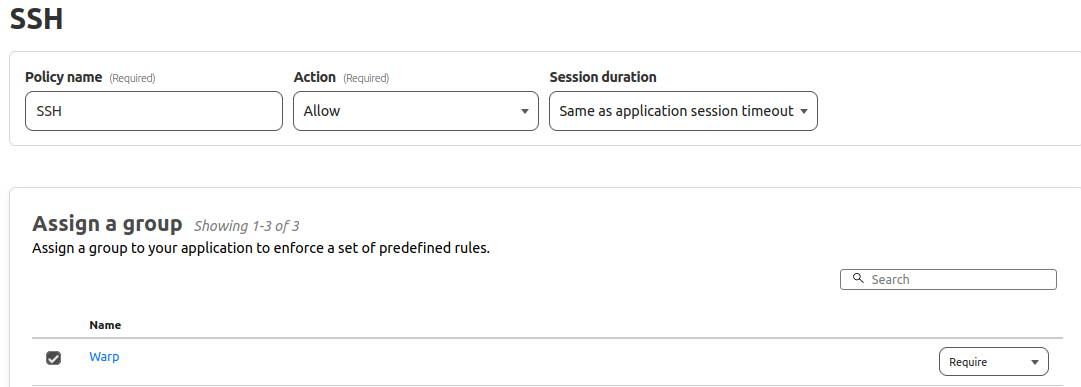 SSH
Policy name (Required) Action (Required) Session duration
SSH Allow Same as application session timeout
Assign a group Showing 1-3 of 3
Assign a group to your application to enforce a set of predefined rules.
Search
Name
Warp Require